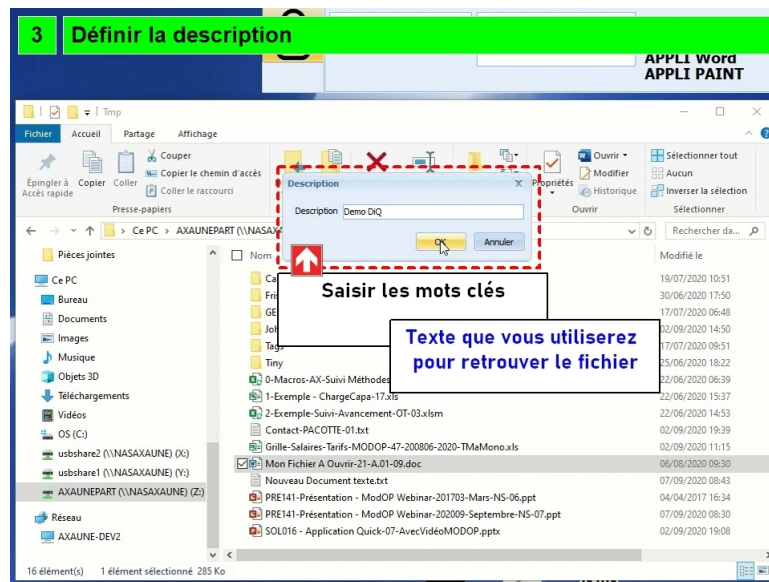 3 Définir la description
APPLI Word
APPLI PAINT
Tmp
Fichier Accueil Partage Affichage
Épingler à Accès rapide
Copier
Coller
Couper
Copier le chemin d'accès
Coller le raccourci
Presse-papiers
Propriétés
Ouvrir
Modifier
Historique
Ouvrir
Sélectionner tout
Aucun
Inverser la sélection
Sélectionner
Description
Description Demo DiQ
OK Annuler
Ce PC > AXAUNEPART (\\NASAX
Rechercher da...
Saisir les mots clés
Texte que vous utiliserez
pour retrouver le fichier
Pièces jointes
Ce PC
Bureau
Documents
Images
Musique
Objets 3D
Téléchargements
Vidéos
OS (C:)
usbshare2 (\\NASAXAUNE) (X:)
usbshare1 (\\NASAXAUNE) (Y:)
AXAUNEPART (\\NASAXAUNE) (Z:)
Réseau
AXAUNE-DEV2
Nom Modifié le
Ca 19/07/2020 10:51
Fris 30/06/2020 17:50
GE 17/07/2020 06:48
Joh 02/09/2020 14:50
Tags 17/07/2020 09:51
Tiny 25/06/2020 18:22
0-Macros-AX-Suivi Méthodes 22/06/2020 06:39
1-Exemple - ChargeCapa-17.xls 22/06/2020 15:37
2-Exemple-Suivi-Avancement-OT-03.xlsm 22/06/2020 14:53
Contact-PACOTTE-01.txt 02/09/2020 19:39
Grille-Salaires-Tarifs-MODOP-47-200806-2020-TMaMono.xls 02/09/2020 11:15
Mon Fichier A Ouvrir-21-A.01-09.doc 06/08/2020 09:30
Nouveau Document texte.txt 07/09/2020 08:43
PRE141-Présentation - ModOP Webinar-201703-Mars-NS-06.ppt 04/04/2017 16:34
PRE141-Présentation - ModOP Webinar-202009-Septembre-NS-07.ppt 07/09/2020 08:30
SOL016 - Application Quick-07-AvecVidéoMODOP.pptx 02/09/2020 19:08
16 élément(s) 1 élément sélectionné 285 Ko